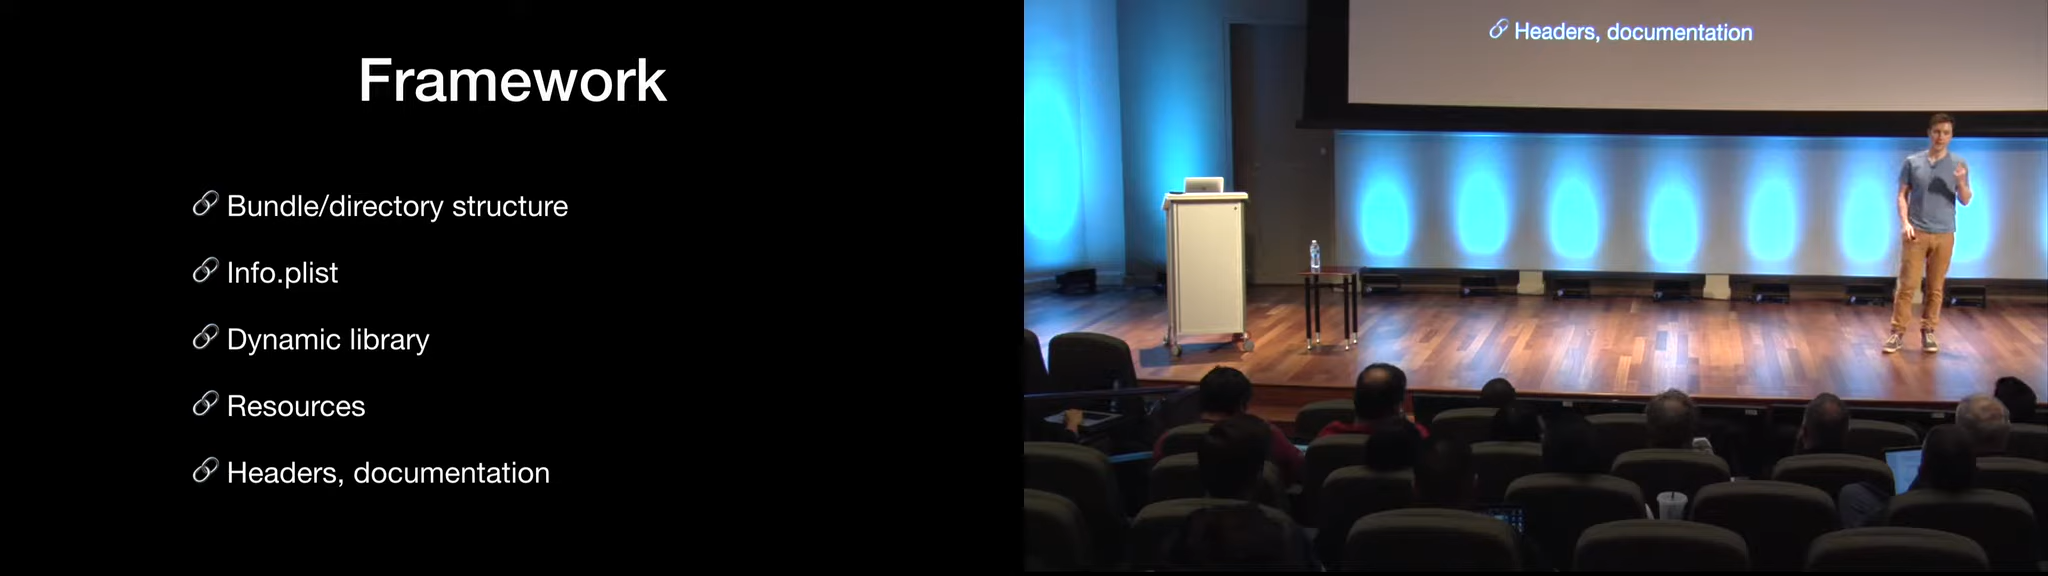 Framework
🔗 Bundle/directory structure
🔗 Info.plist
🔗 Dynamic library
🔗 Resources
🔗 Headers, documentation
🔗 Headers, documentation